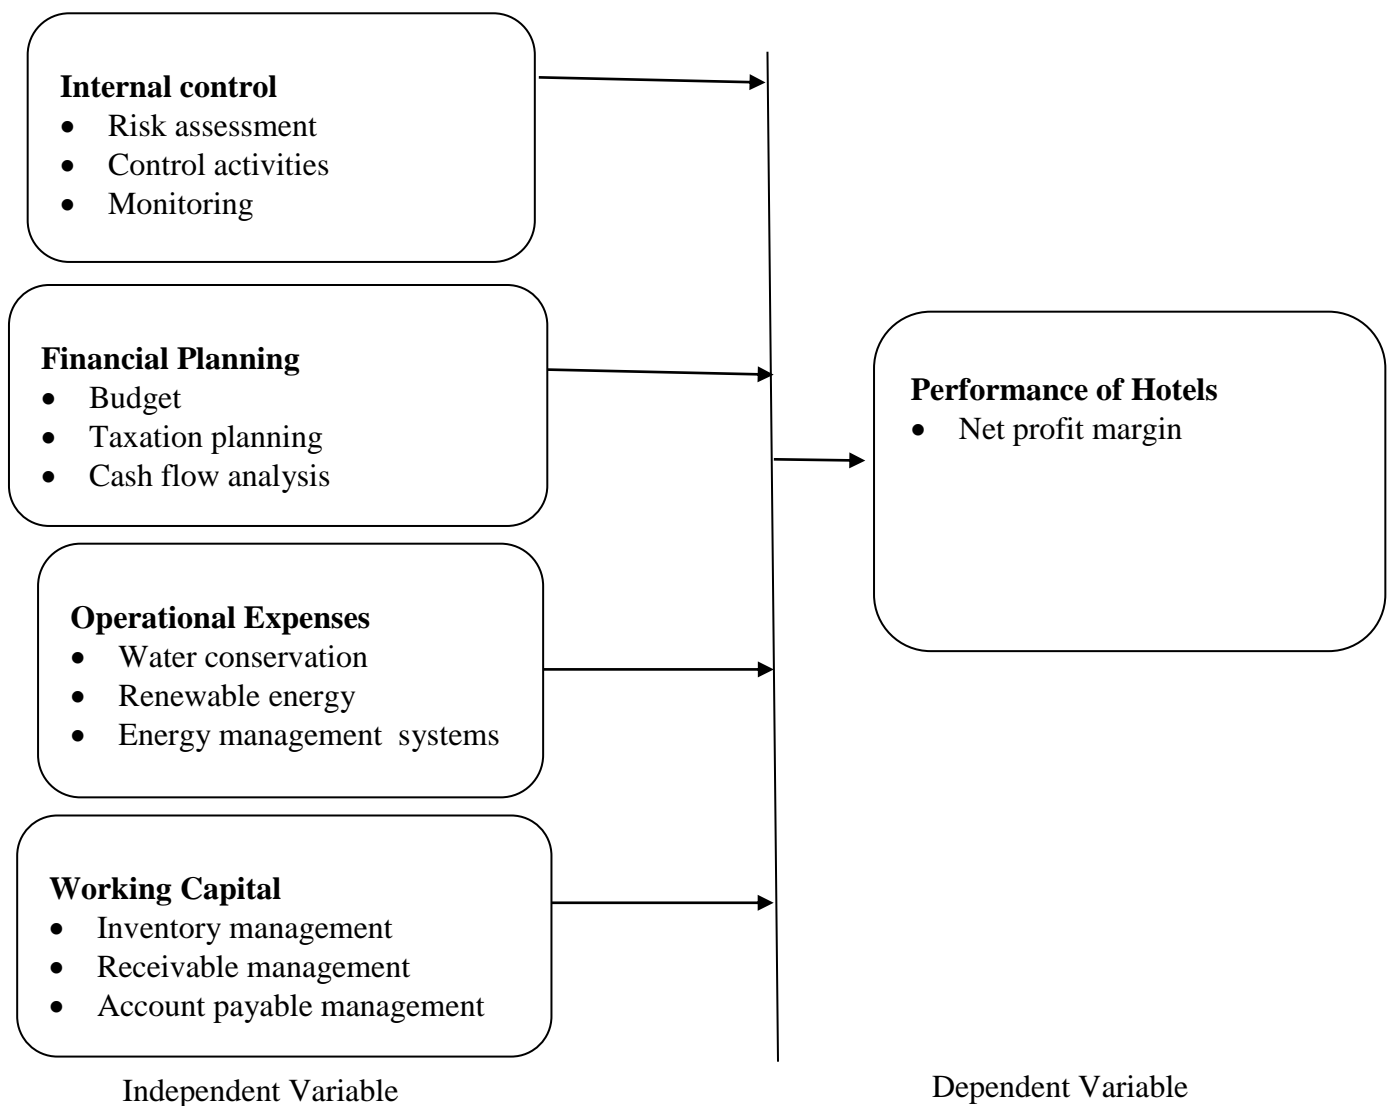 Internal control
• Risk assessment
• Control activities
• Monitoring
Financial Planning
• Budget
• Taxation planning
• Cash flow analysis
Operational Expenses
• Water conservation
• Renewable energy
• Energy management  systems
Working Capital
• Inventory management
• Receivable management
• Account payable management
Independent Variable
Performance of Hotels
• Net profit margin
Dependent Variable